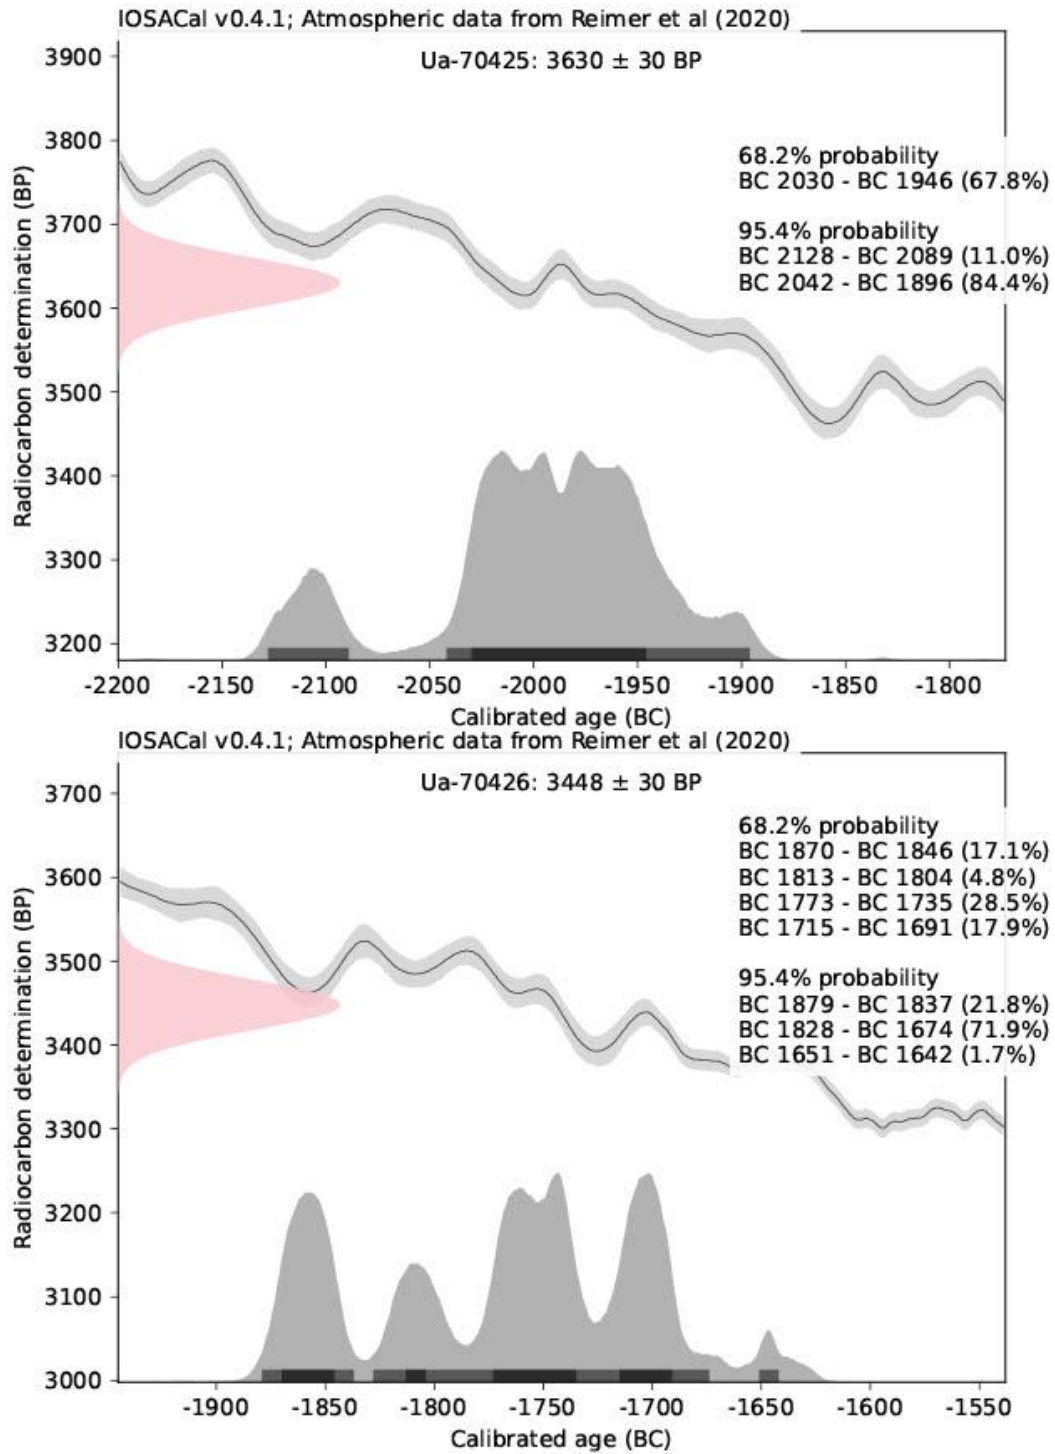 IOSACal v0.4.1; Atmospheric data from Reimer et al (2020)
Ua-70425: 3630 ± 30 BP
3900
3800
3700
3600
3500
3400
3300
3200
Radiocarbon determination (BP)
68.2% probability
BC 2030 - BC 1946 (67.8%)
95.4% probability
BC 2128 - BC 2089 (11.0%)
BC 2042 - BC 1896 (84.4%)
-2200 -2150 -2100 -2050 -2000 -1950 -1900 -1850 -1800
Calibrated age (BC)
IOSACal v0.4.1; Atmospheric data from Reimer et al (2020)
Ua-70426: 3448 ± 30 BP
3700
3600
3500
3400
3300
3200
3100
3000
Radiocarbon determination (BP)
68.2% probability
BC 1870 - BC 1846 (17.1%)
BC 1813 - BC 1804 (4.8%)
BC 1773 - BC 1735 (28.5%)
BC 1715 - BC 1691 (17.9%)
95.4% probability
BC 1879 - BC 1837 (21.8%)
BC 1828 - BC 1674 (71.9%)
BC 1651 - BC 1642 (1.7%)
-1900 -1850 -1800 -1750 -1700 -1650 -1600 -1550
Calibrated age (BC)